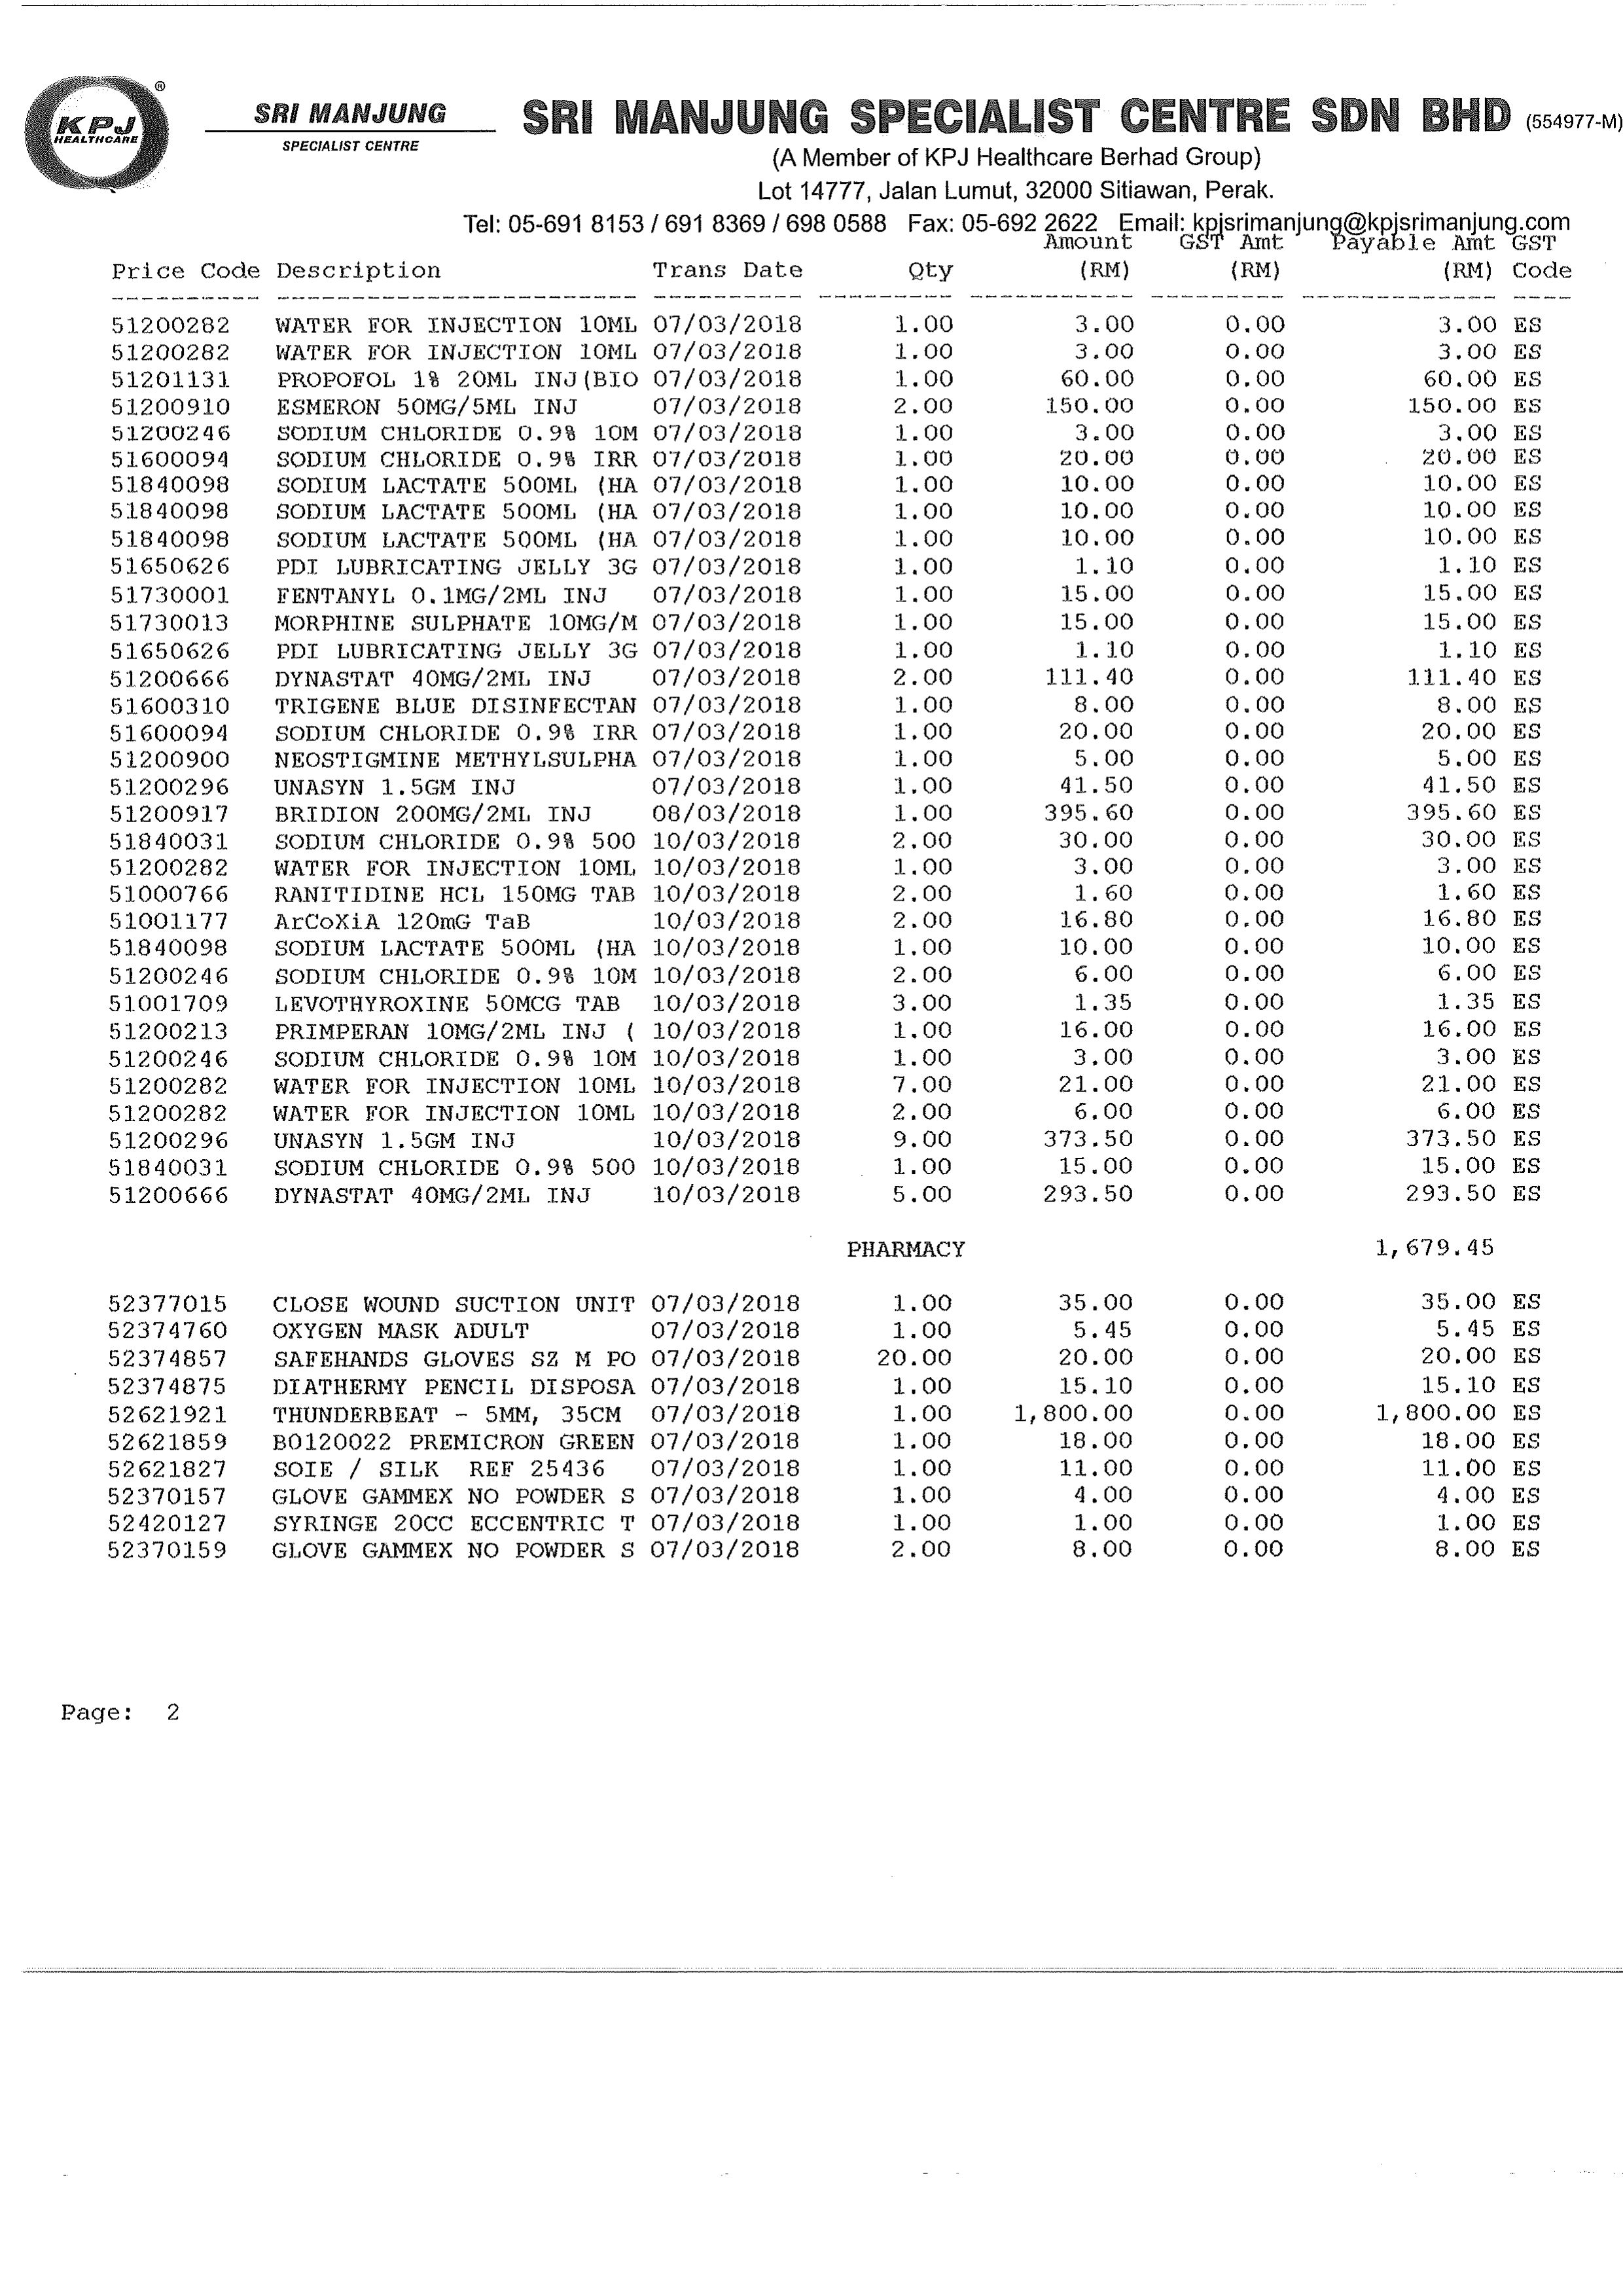 KPJ
HEALTHCARE
®
SRI MANJUNG
SPECIALIST CENTRE
SRI MANJUNG SPECIALIST CENTRE SDN BHD (554977-M)
(A Member of KPJ Healthcare Berhad Group)
Lot 14777, Jalan Lumut, 32000 Sitiawan, Perak.
Tel: 05-691 8153 / 691 8369 / 698 0588 Fax: 05-692 2622 Email: kpjsrimanjung@kpjsrimanjung.com
Amount GST Amt Payable Amt GST
Price Code Description Trans Date Qty (RM) (RM) (RM) Code
51200282 WATER FOR INJECTION 10ML 07/03/2018 1.00 3.00 0.00 3.00 ES
51200282 WATER FOR INJECTION 10ML 07/03/2018 1.00 3.00 0.00 3.00 ES
51201131 PROPOFOL 1% 20ML INJ(BIO 07/03/2018 1.00 60.00 0.00 60.00 ES
51200910 ESMERON 50MG/5ML INJ 07/03/2018 2.00 150.00 0.00 150.00 ES
51200246 SODIUM CHLORIDE 0.9% 10M 07/03/2018 1.00 3.00 0.00 3.00 ES
51600094 SODIUM CHLORIDE 0.9% IRR 07/03/2018 1.00 20.00 0.00 20.00 ES
51840098 SODIUM LACTATE 500ML (HA 07/03/2018 1.00 10.00 0.00 10.00 ES
51840098 SODIUM LACTATE 500ML (HA 07/03/2018 1.00 10.00 0.00 10.00 ES
51840098 SODIUM LACTATE 500ML (HA 07/03/2018 1.00 10.00 0.00 10.00 ES
51650626 PDI LUBRICATING JELLY 3G 07/03/2018 1.00 1.10 0.00 1.10 ES
51730001 FENTANYL 0.1MG/2ML INJ 07/03/2018 1.00 15.00 0.00 15.00 ES
51730013 MORPHINE SULPHATE 10MG/M 07/03/2018 1.00 15.00 0.00 15.00 ES
51650626 PDI LUBRICATING JELLY 3G 07/03/2018 1.00 1.10 0.00 1.10 ES
51200666 DYNASTAT 40MG/2ML INJ 07/03/2018 2.00 111.40 0.00 111.40 ES
51600310 TRIGENE BLUE DISINFECTAN 07/03/2018 1.00 8.00 0.00 8.00 ES
51600094 SODIUM CHLORIDE 0.9% IRR 07/03/2018 1.00 20.00 0.00 20.00 ES
51200900 NEOSTIGMINE METHYLSULPHA 07/03/2018 1.00 5.00 0.00 5.00 ES
51200296 UNASYN 1.5GM INJ 07/03/2018 1.00 41.50 0.00 41.50 ES
51200917 BRIDION 200MG/2ML INJ 08/03/2018 1.00 395.60 0.00 395.60 ES
51840031 SODIUM CHLORIDE 0.9% 500 10/03/2018 2.00 30.00 0.00 30.00 ES
51200282 WATER FOR INJECTION 10ML 10/03/2018 1.00 3.00 0.00 3.00 ES
51000766 RANITIDINE HCL 150MG TAB 10/03/2018 2.00 1.60 0.00 1.60 ES
51001177 ArCoXiA 120mG TaB 10/03/2018 2.00 16.80 0.00 16.80 ES
51840098 SODIUM LACTATE 500ML (HA 10/03/2018 1.00 10.00 0.00 10.00 ES
51200246 SODIUM CHLORIDE 0.9% 10M 10/03/2018 2.00 6.00 0.00 6.00 ES
51001709 LEVOTHYROXINE 50MCG TAB 10/03/2018 3.00 1.35 0.00 1.35 ES
51200213 PRIMPERAN 10MG/2ML INJ ( 10/03/2018 1.00 16.00 0.00 16.00 ES
51200246 SODIUM CHLORIDE 0.9% 10M 10/03/2018 1.00 3.00 0.00 3.00 ES
51200282 WATER FOR INJECTION 10ML 10/03/2018 7.00 21.00 0.00 21.00 ES
51200282 WATER FOR INJECTION 10ML 10/03/2018 2.00 6.00 0.00 6.00 ES
51200296 UNASYN 1.5GM INJ 10/03/2018 9.00 373.50 0.00 373.50 ES
51840031 SODIUM CHLORIDE 0.9% 500 10/03/2018 1.00 15.00 0.00 15.00 ES
51200666 DYNASTAT 40MG/2ML INJ 10/03/2018 5.00 293.50 0.00 293.50 ES
PHARMACY 1,679.45
52377015 CLOSE WOUND SUCTION UNIT 07/03/2018 1.00 35.00 0.00 35.00 ES
52374760 OXYGEN MASK ADULT 07/03/2018 1.00 5.45 0.00 5.45 ES
52374857 SAFEHANDS GLOVES SZ M PO 07/03/2018 20.00 20.00 0.00 20.00 ES
52374875 DIATHERMY PENCIL DISPOSA 07/03/2018 1.00 15.10 0.00 15.10 ES
52621921 THUNDERBEAT - 5MM, 35CM 07/03/2018 1.00 1,800.00 0.00 1,800.00 ES
52621859 B0120022 PREMICRON GREEN 07/03/2018 1.00 18.00 0.00 18.00 ES
52621827 SOIE / SILK REF 25436 07/03/2018 1.00 11.00 0.00 11.00 ES
52370157 GLOVE GAMMEX NO POWDER S 07/03/2018 1.00 4.00 0.00 4.00 ES
52420127 SYRINGE 20CC ECCENTRIC T 07/03/2018 1.00 1.00 0.00 1.00 ES
52370159 GLOVE GAMMEX NO POWDER S 07/03/2018 2.00 8.00 0.00 8.00 ES
Page: 2